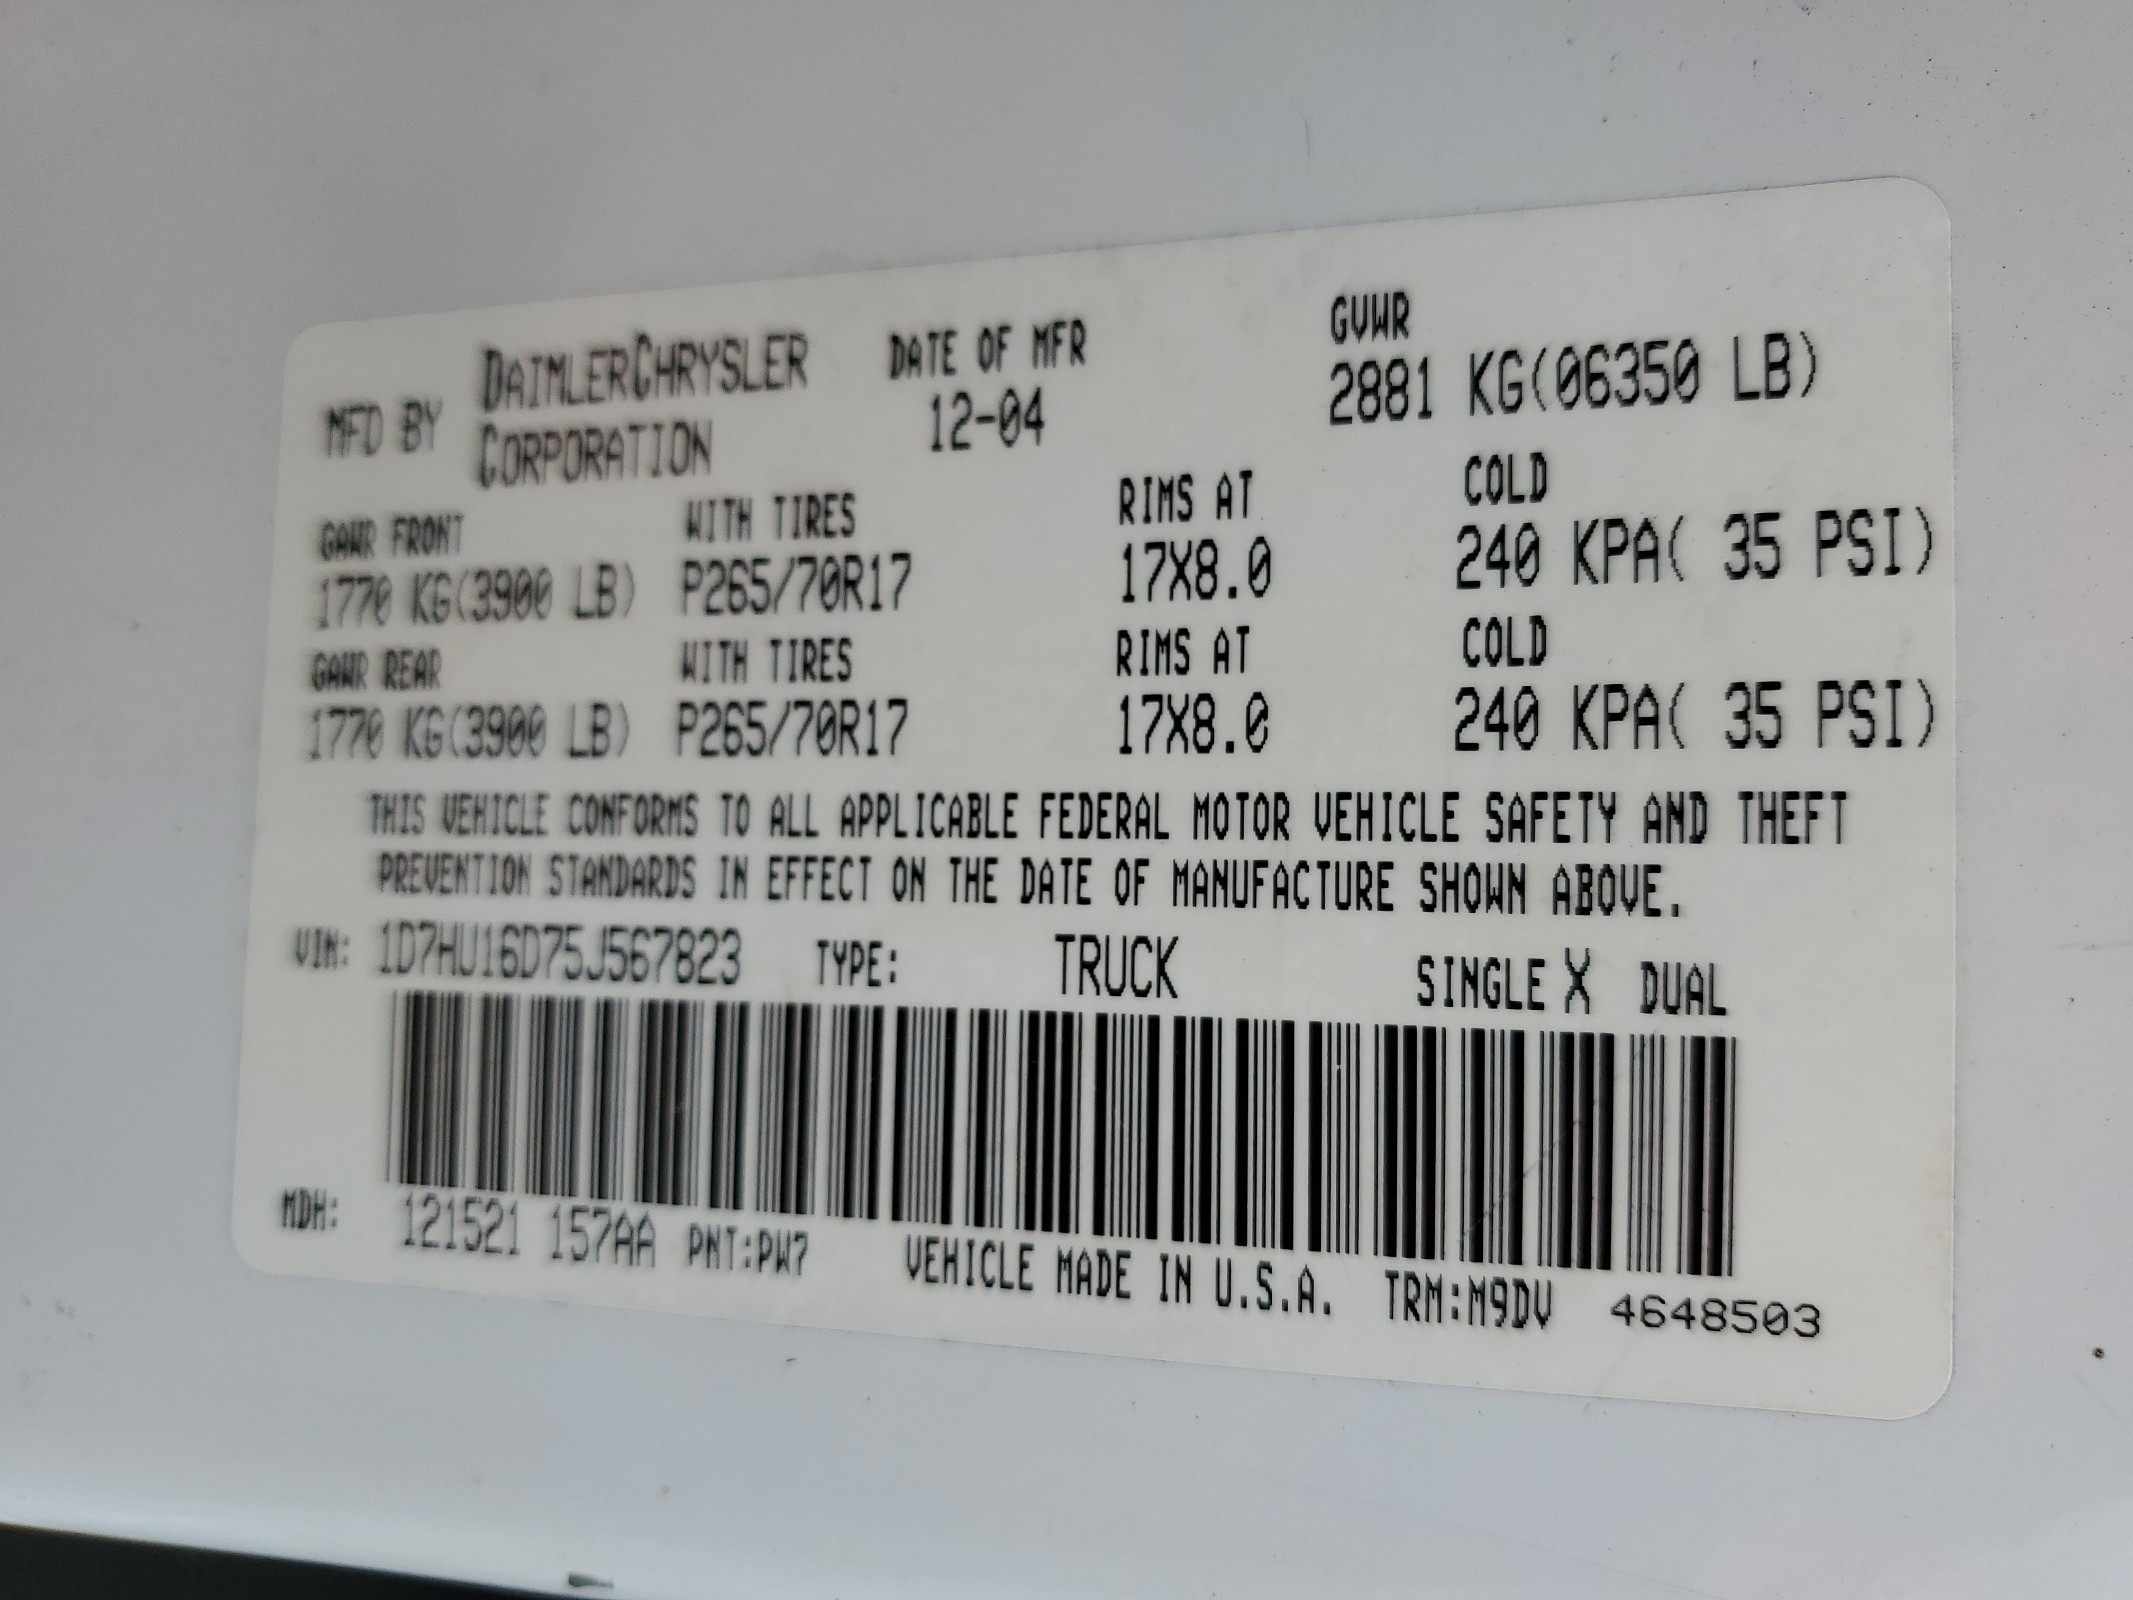 MFD BY DAIMLERCHRYSLER CORPORATION
DATE OF MFR
12-04
GVWR
2881 KG(06350 LB)
GAWR FRONT WITH TIRES RIMS AT COLD
1770 KG(3900 LB) P265/70R17 17X8.0 240 KPA( 35 PSI)
GAWR REAR WITH TIRES RIMS AT COLD
1770 KG(3900 LB) P265/70R17 17X8.0 240 KPA( 35 PSI)
THIS VEHICLE CONFORMS TO ALL APPLICABLE FEDERAL MOTOR VEHICLE SAFETY AND THEFT
PREVENTION STANDARDS IN EFFECT ON THE DATE OF MANUFACTURE SHOWN ABOVE.
VIN: 1D7HU16D75J567823 TYPE: TRUCK SINGLE X DUAL
MDH: 121521 157AA PNT:PW7 VEHICLE MADE IN U.S.A. TRM:M9DV 4648503